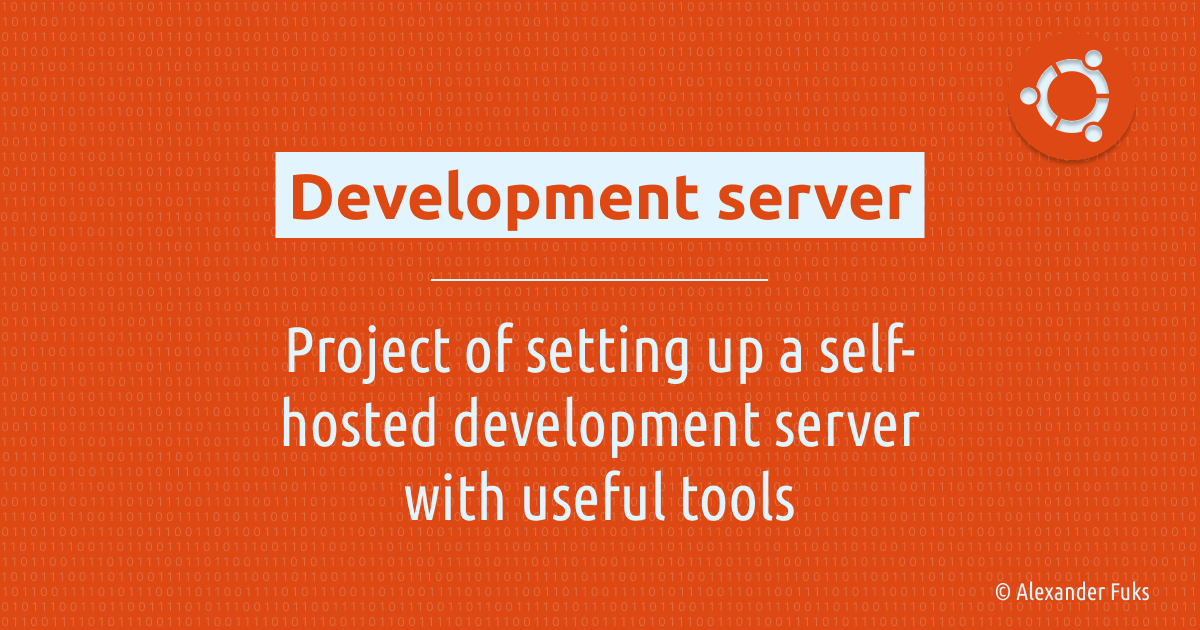 Development server
Project of setting up a self-
hosted development server
with useful tools
© Alexander Fuks